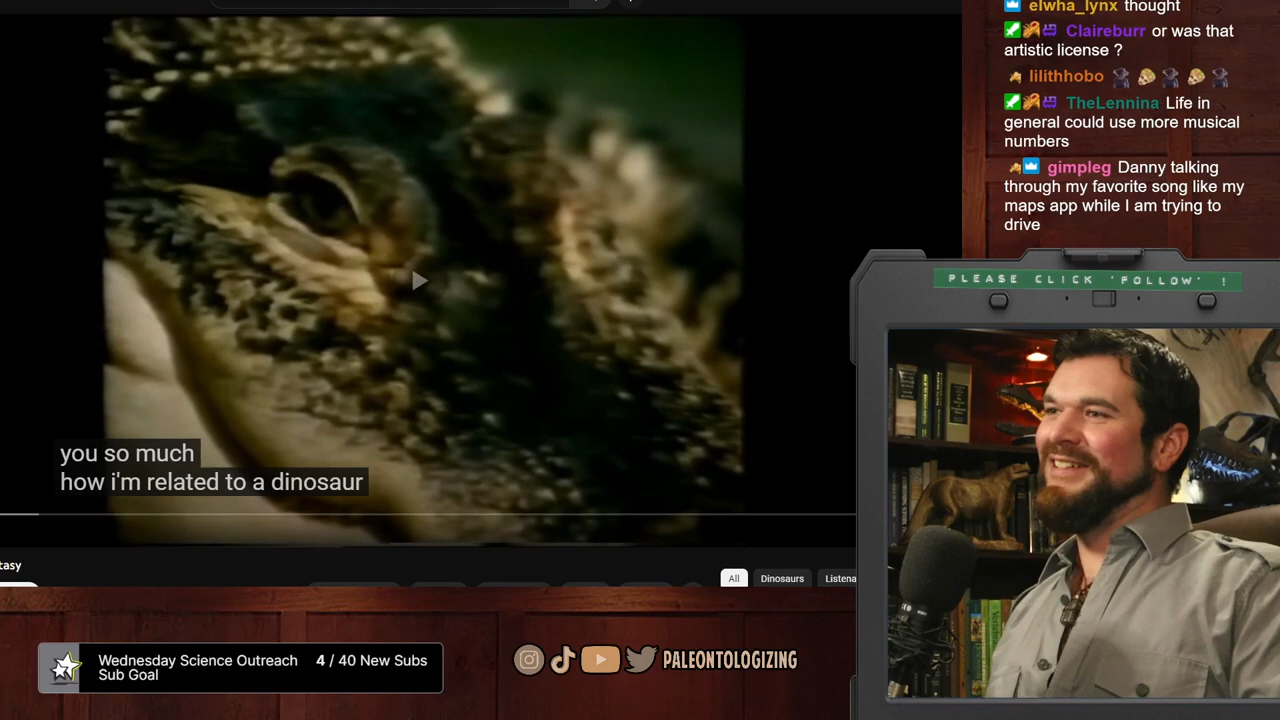 elwha_lynx thought
Claireburr or was that
artistic license ?
lilithhobo
TheLennina Life in
general could use more musical
numbers
gimpleg Danny talking
through my favorite song like my
maps app while I am trying to
drive
PLEASE CLICK 'FOLLOW' !
you so much
how i'm related to a dinosaur
tasy
All Dinosaurs Listena
Wednesday Science Outreach 4 / 40 New Subs
Sub Goal
PALEONTOLOGIZING